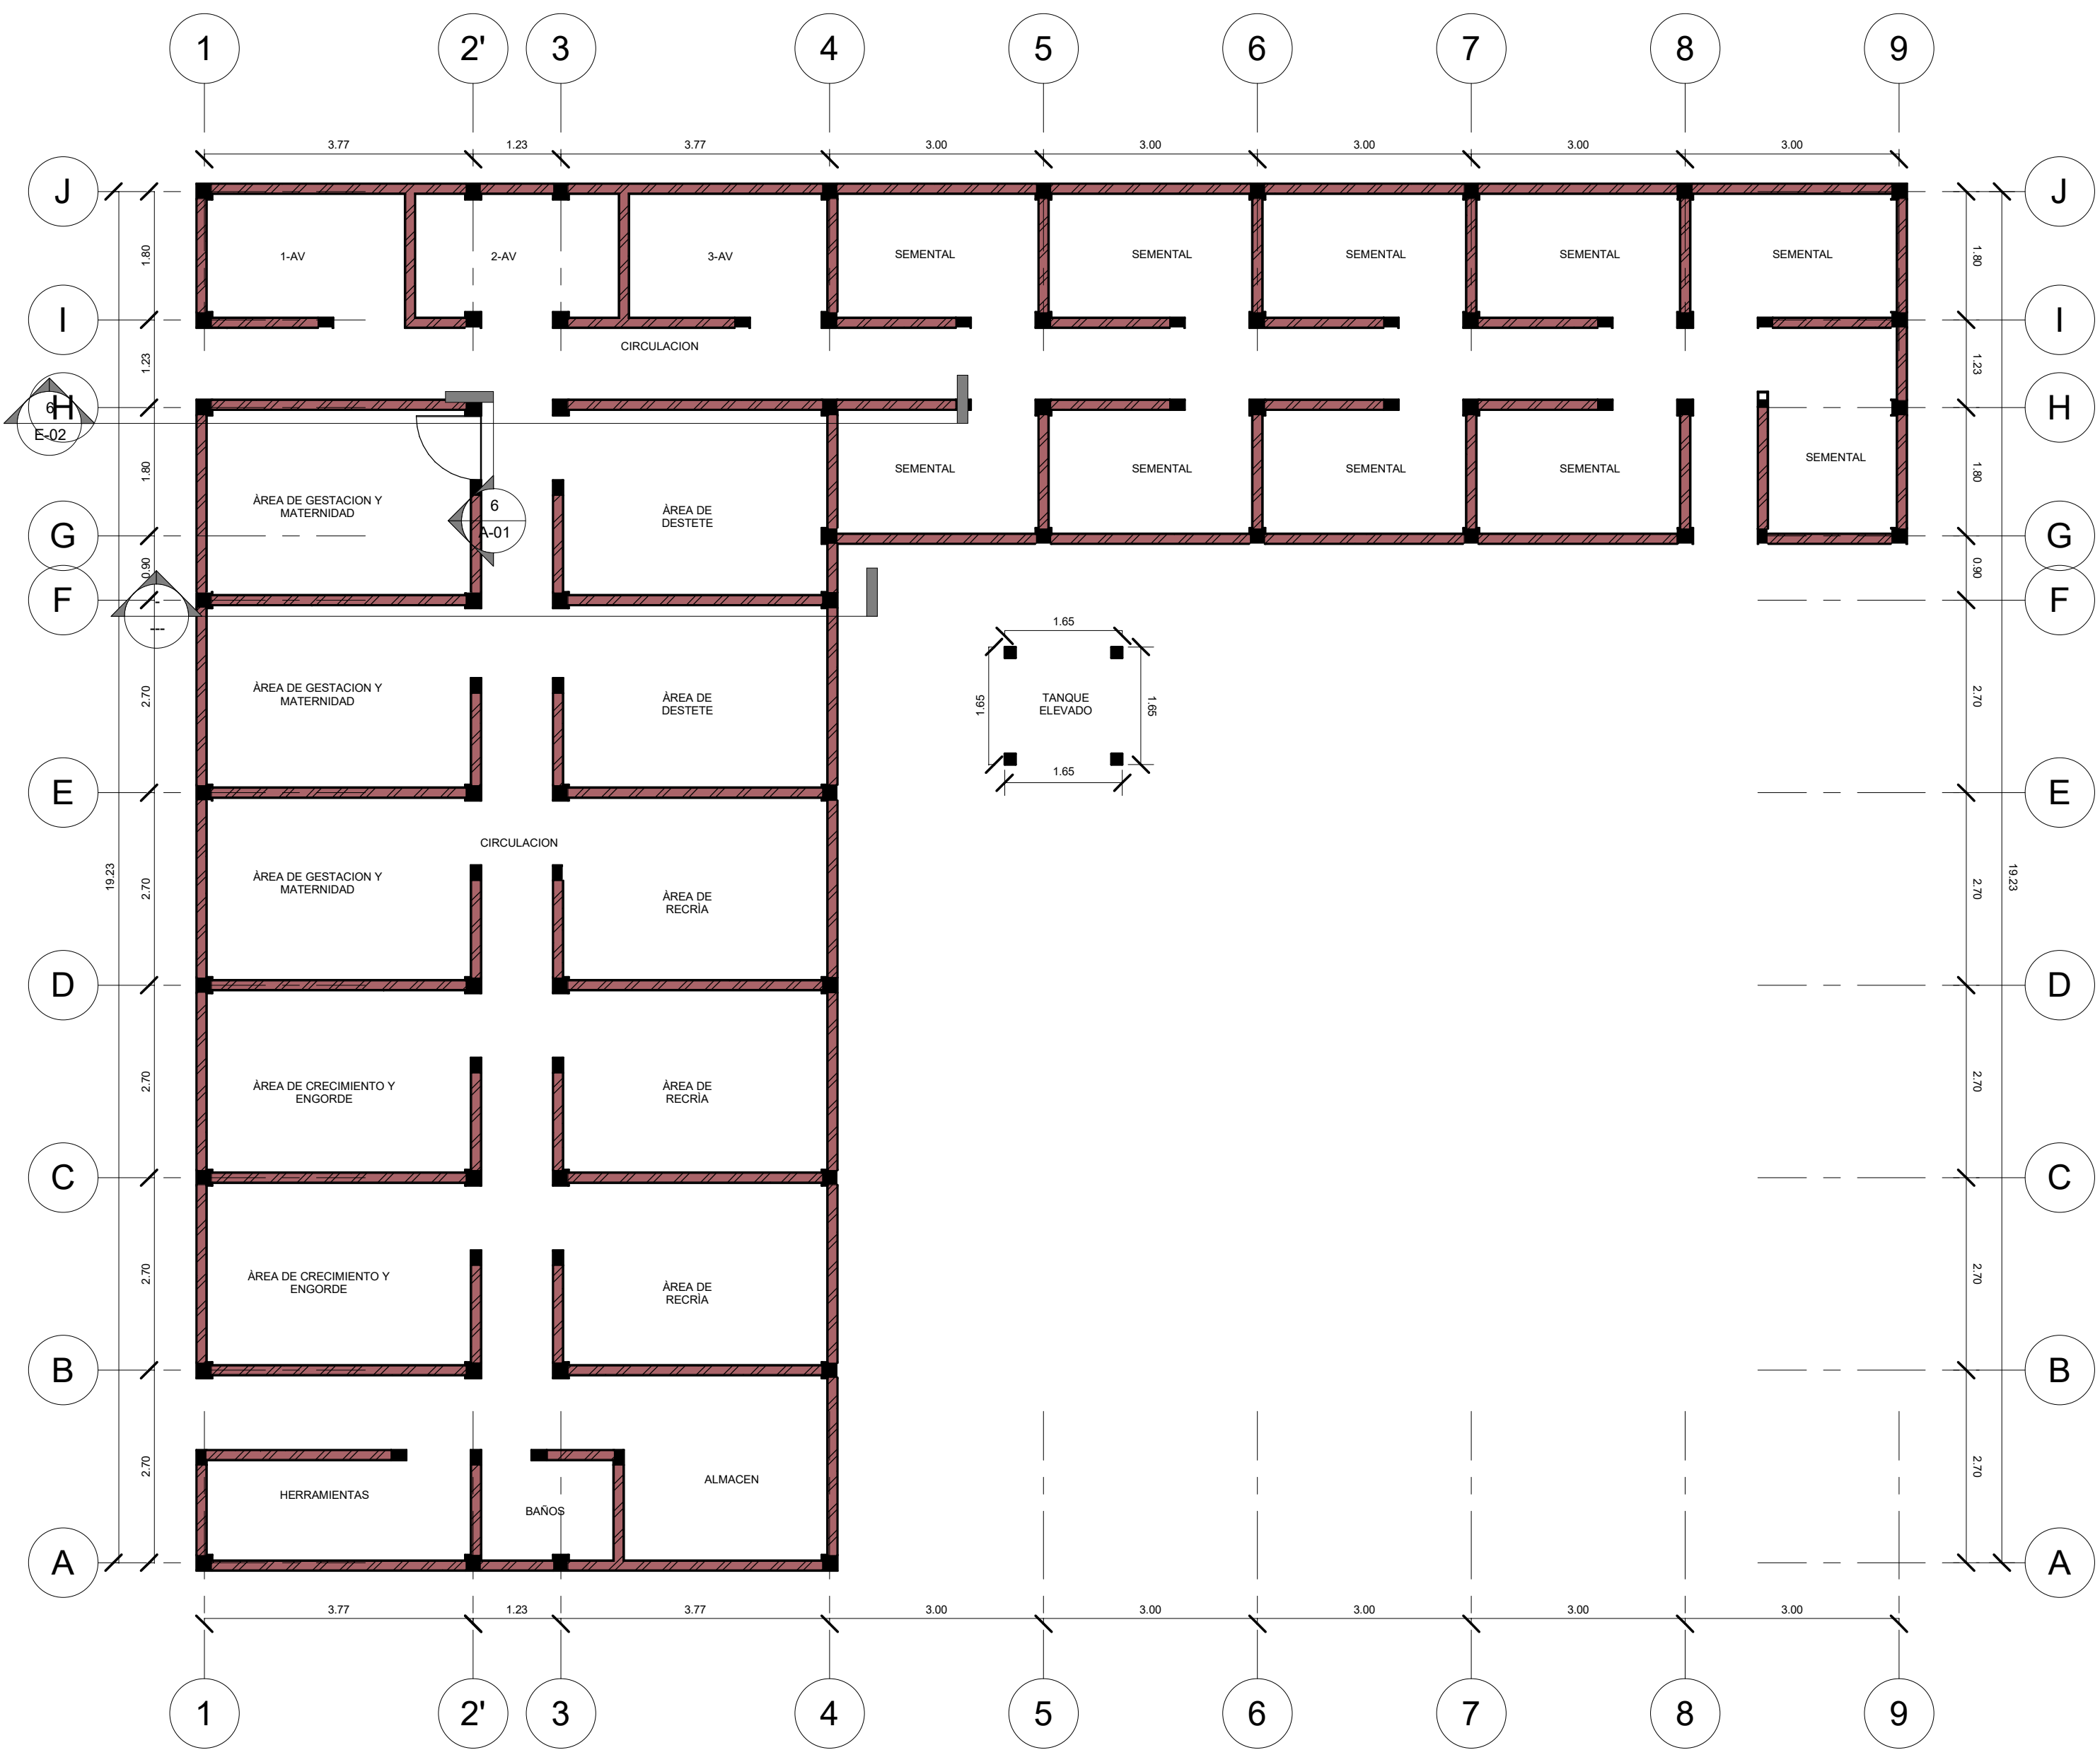 1 2' 3 4 5 6 7 8 9
3.77 1.23 3.77 3.00 3.00 3.00 3.00 3.00
J J
1.80 1.80
1-AV 2-AV 3-AV SEMENTAL SEMENTAL SEMENTAL SEMENTAL SEMENTAL
I I
CIRCULACION
1.23 1.23
H H
6
E-02
1.80 1.80
SEMENTAL SEMENTAL SEMENTAL SEMENTAL SEMENTAL
ÀREA DE GESTACION Y
MATERNIDAD
6
A-01
ÀREA DE
DESTETE
G G
0.90 0.90
F F
-
---
1.65
2.70 2.70
ÀREA DE GESTACION Y
MATERNIDAD
ÀREA DE
DESTETE
1.65
TANQUE
ELEVADO
1.65
1.65
E E
CIRCULACION
19.23 19.23
2.70 2.70
ÀREA DE GESTACION Y
MATERNIDAD
ÀREA DE
RECRÌA
D D
2.70 2.70
ÀREA DE CRECIMIENTO Y
ENGORDE
ÀREA DE
RECRÌA
C C
2.70 2.70
ÀREA DE CRECIMIENTO Y
ENGORDE
ÀREA DE
RECRÌA
B B
2.70 2.70
HERRAMIENTAS
BAÑOS
ALMACEN
A A
3.77 1.23 3.77 3.00 3.00 3.00 3.00 3.00
1 2' 3 4 5 6 7 8 9